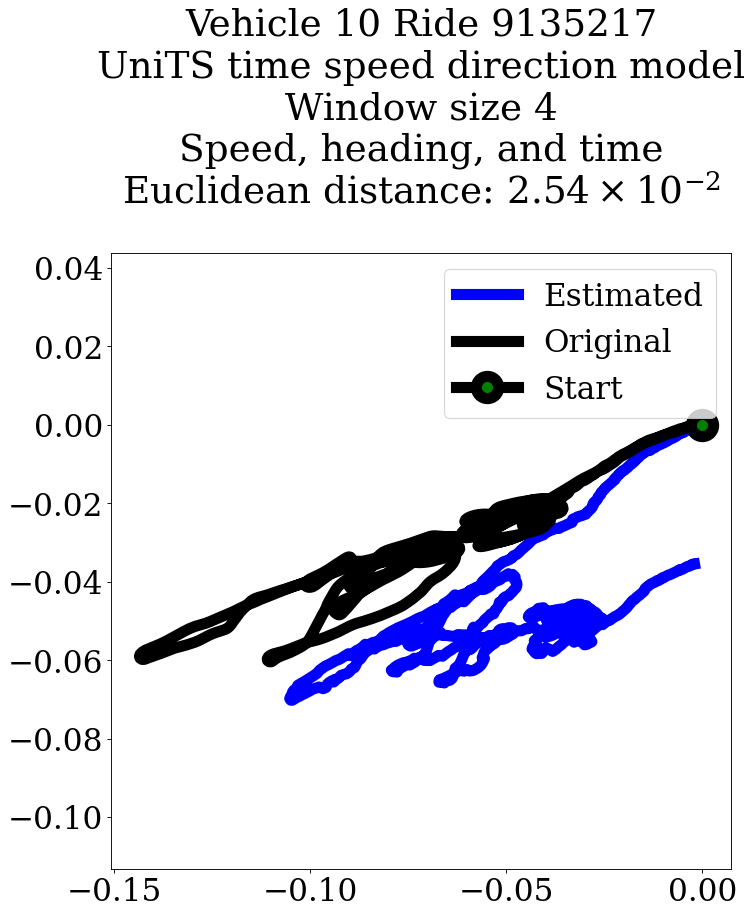 Vehicle 10 Ride 9135217
UniTS time speed direction model
Window size 4
Speed, heading, and time
Euclidean distance: $2.54 \times 10^{-2}$
Estimated
Original
Start
0.04
0.02
0.00
−0.02
−0.04
−0.06
−0.08
−0.10
−0.15
−0.10
−0.05
0.00